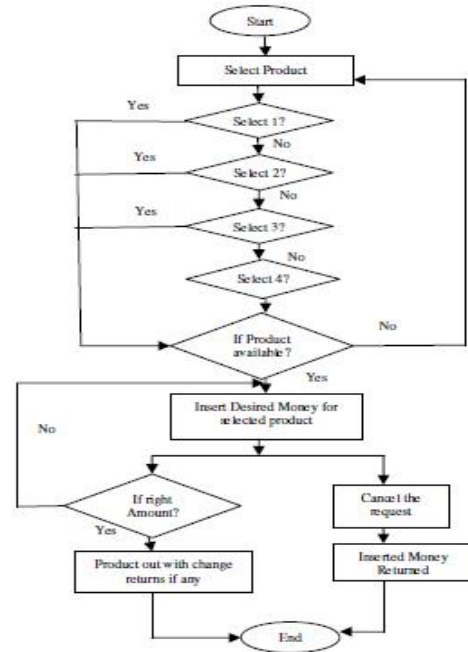 Start
Select Product
Yes
Select 1?
No
Yes
Select 2?
No
Yes
Select 3?
No
Select 4?
If Product
available?
No
Yes
Insert Desired Money for
selected product
No
If right
Amount?
Yes
Cancel the
request
Product out with change
returns if any
Inserted Money
Returned
End